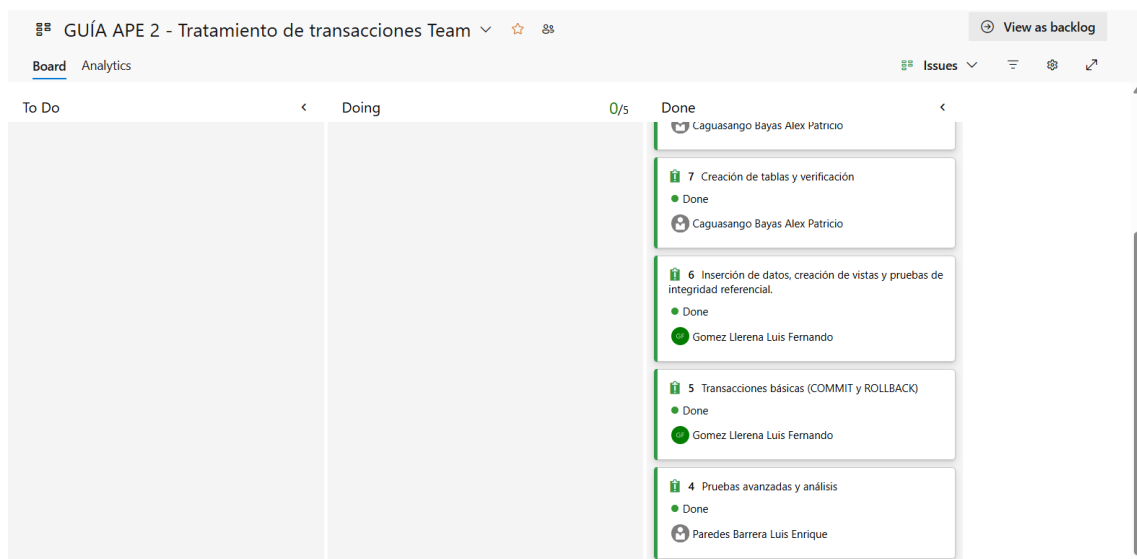 GUÍA APE 2 - Tratamiento de transacciones Team
View as backlog
Board Analytics
Issues
To Do
Doing 0/5
Done
Caguasango Bayas Alex Patricio
7 Creación de tablas y verificación
Done
Caguasango Bayas Alex Patricio
6 Inserción de datos, creación de vistas y pruebas de
integridad referencial.
Done
GF Gomez Llerena Luis Fernando
5 Transacciones básicas (COMMIT y ROLLBACK)
Done
GF Gomez Llerena Luis Fernando
4 Pruebas avanzadas y análisis
Done
Paredes Barrera Luis Enrique